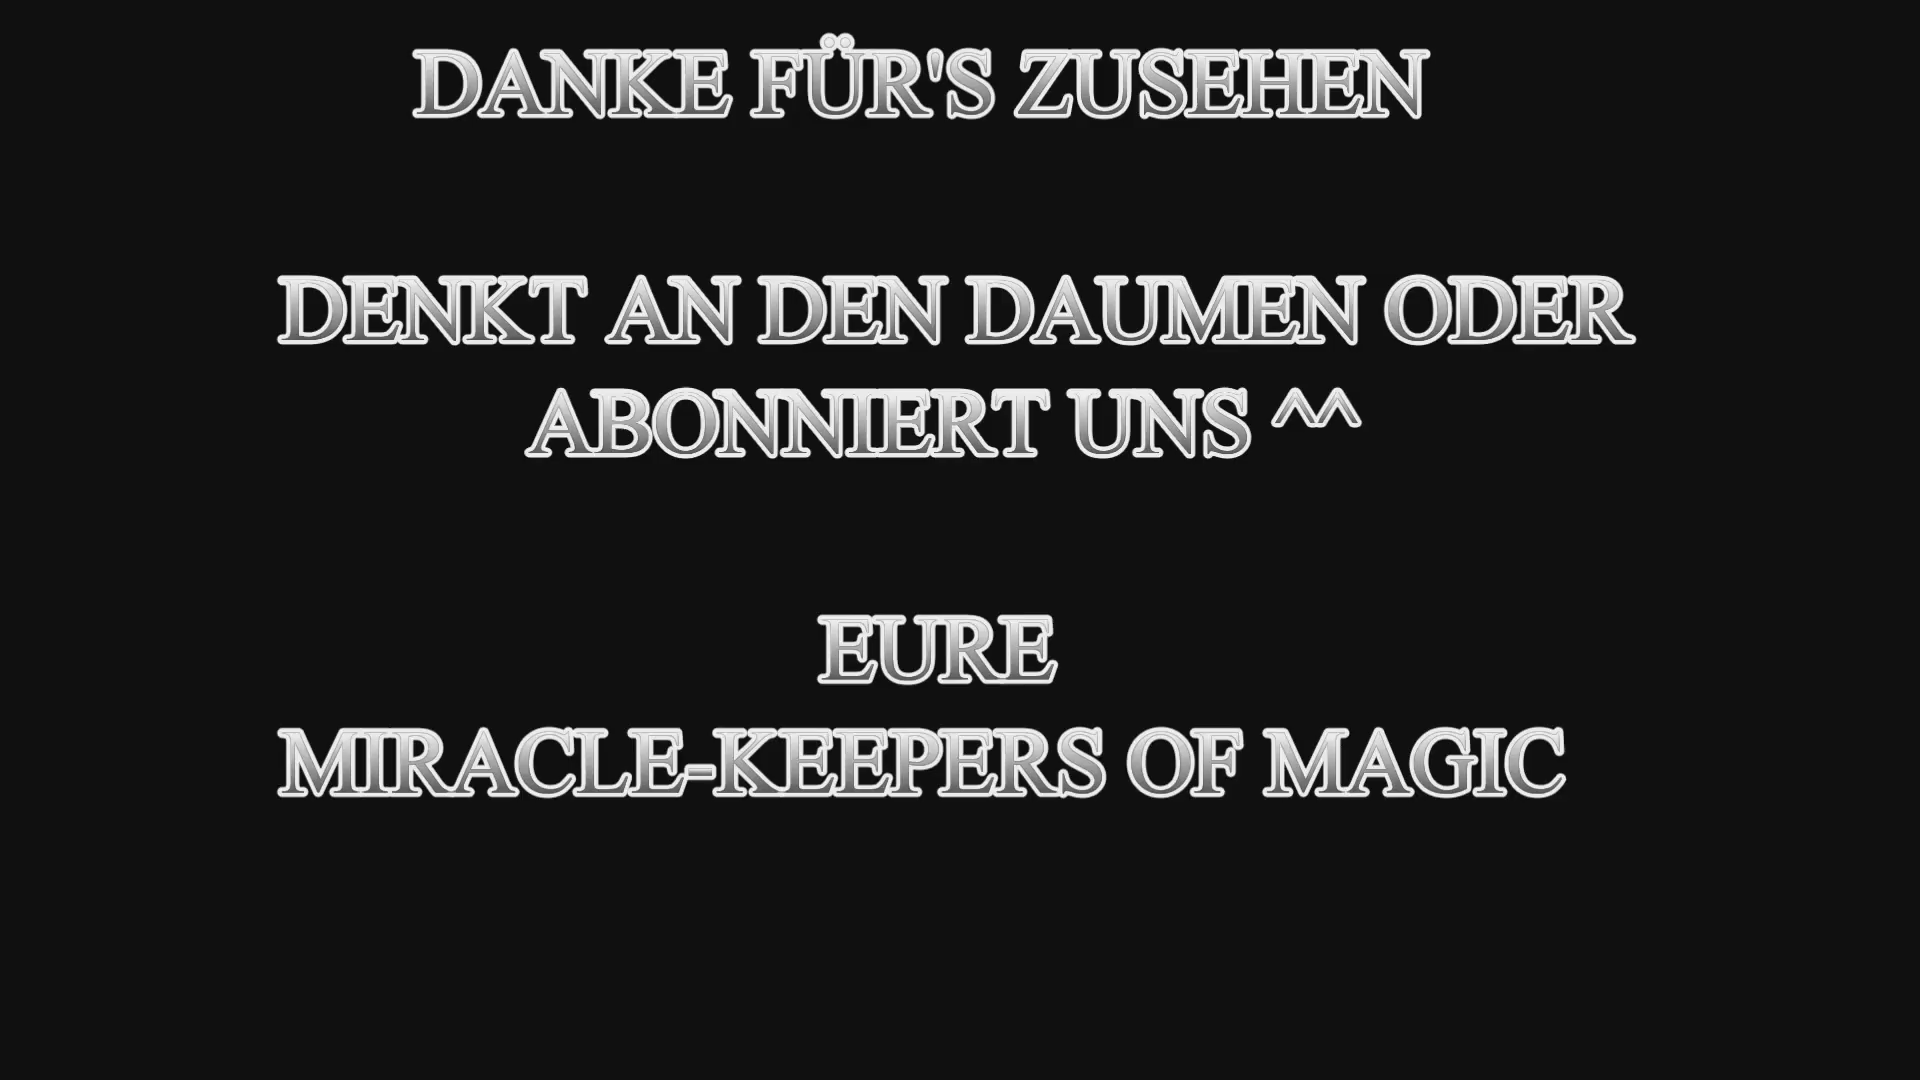 DANKE FÜR'S ZUSEHEN
DENKT AN DEN DAUMEN ODER
ABONNIERT UNS ^^
EURE
MIRACLE-KEEPERS OF MAGIC